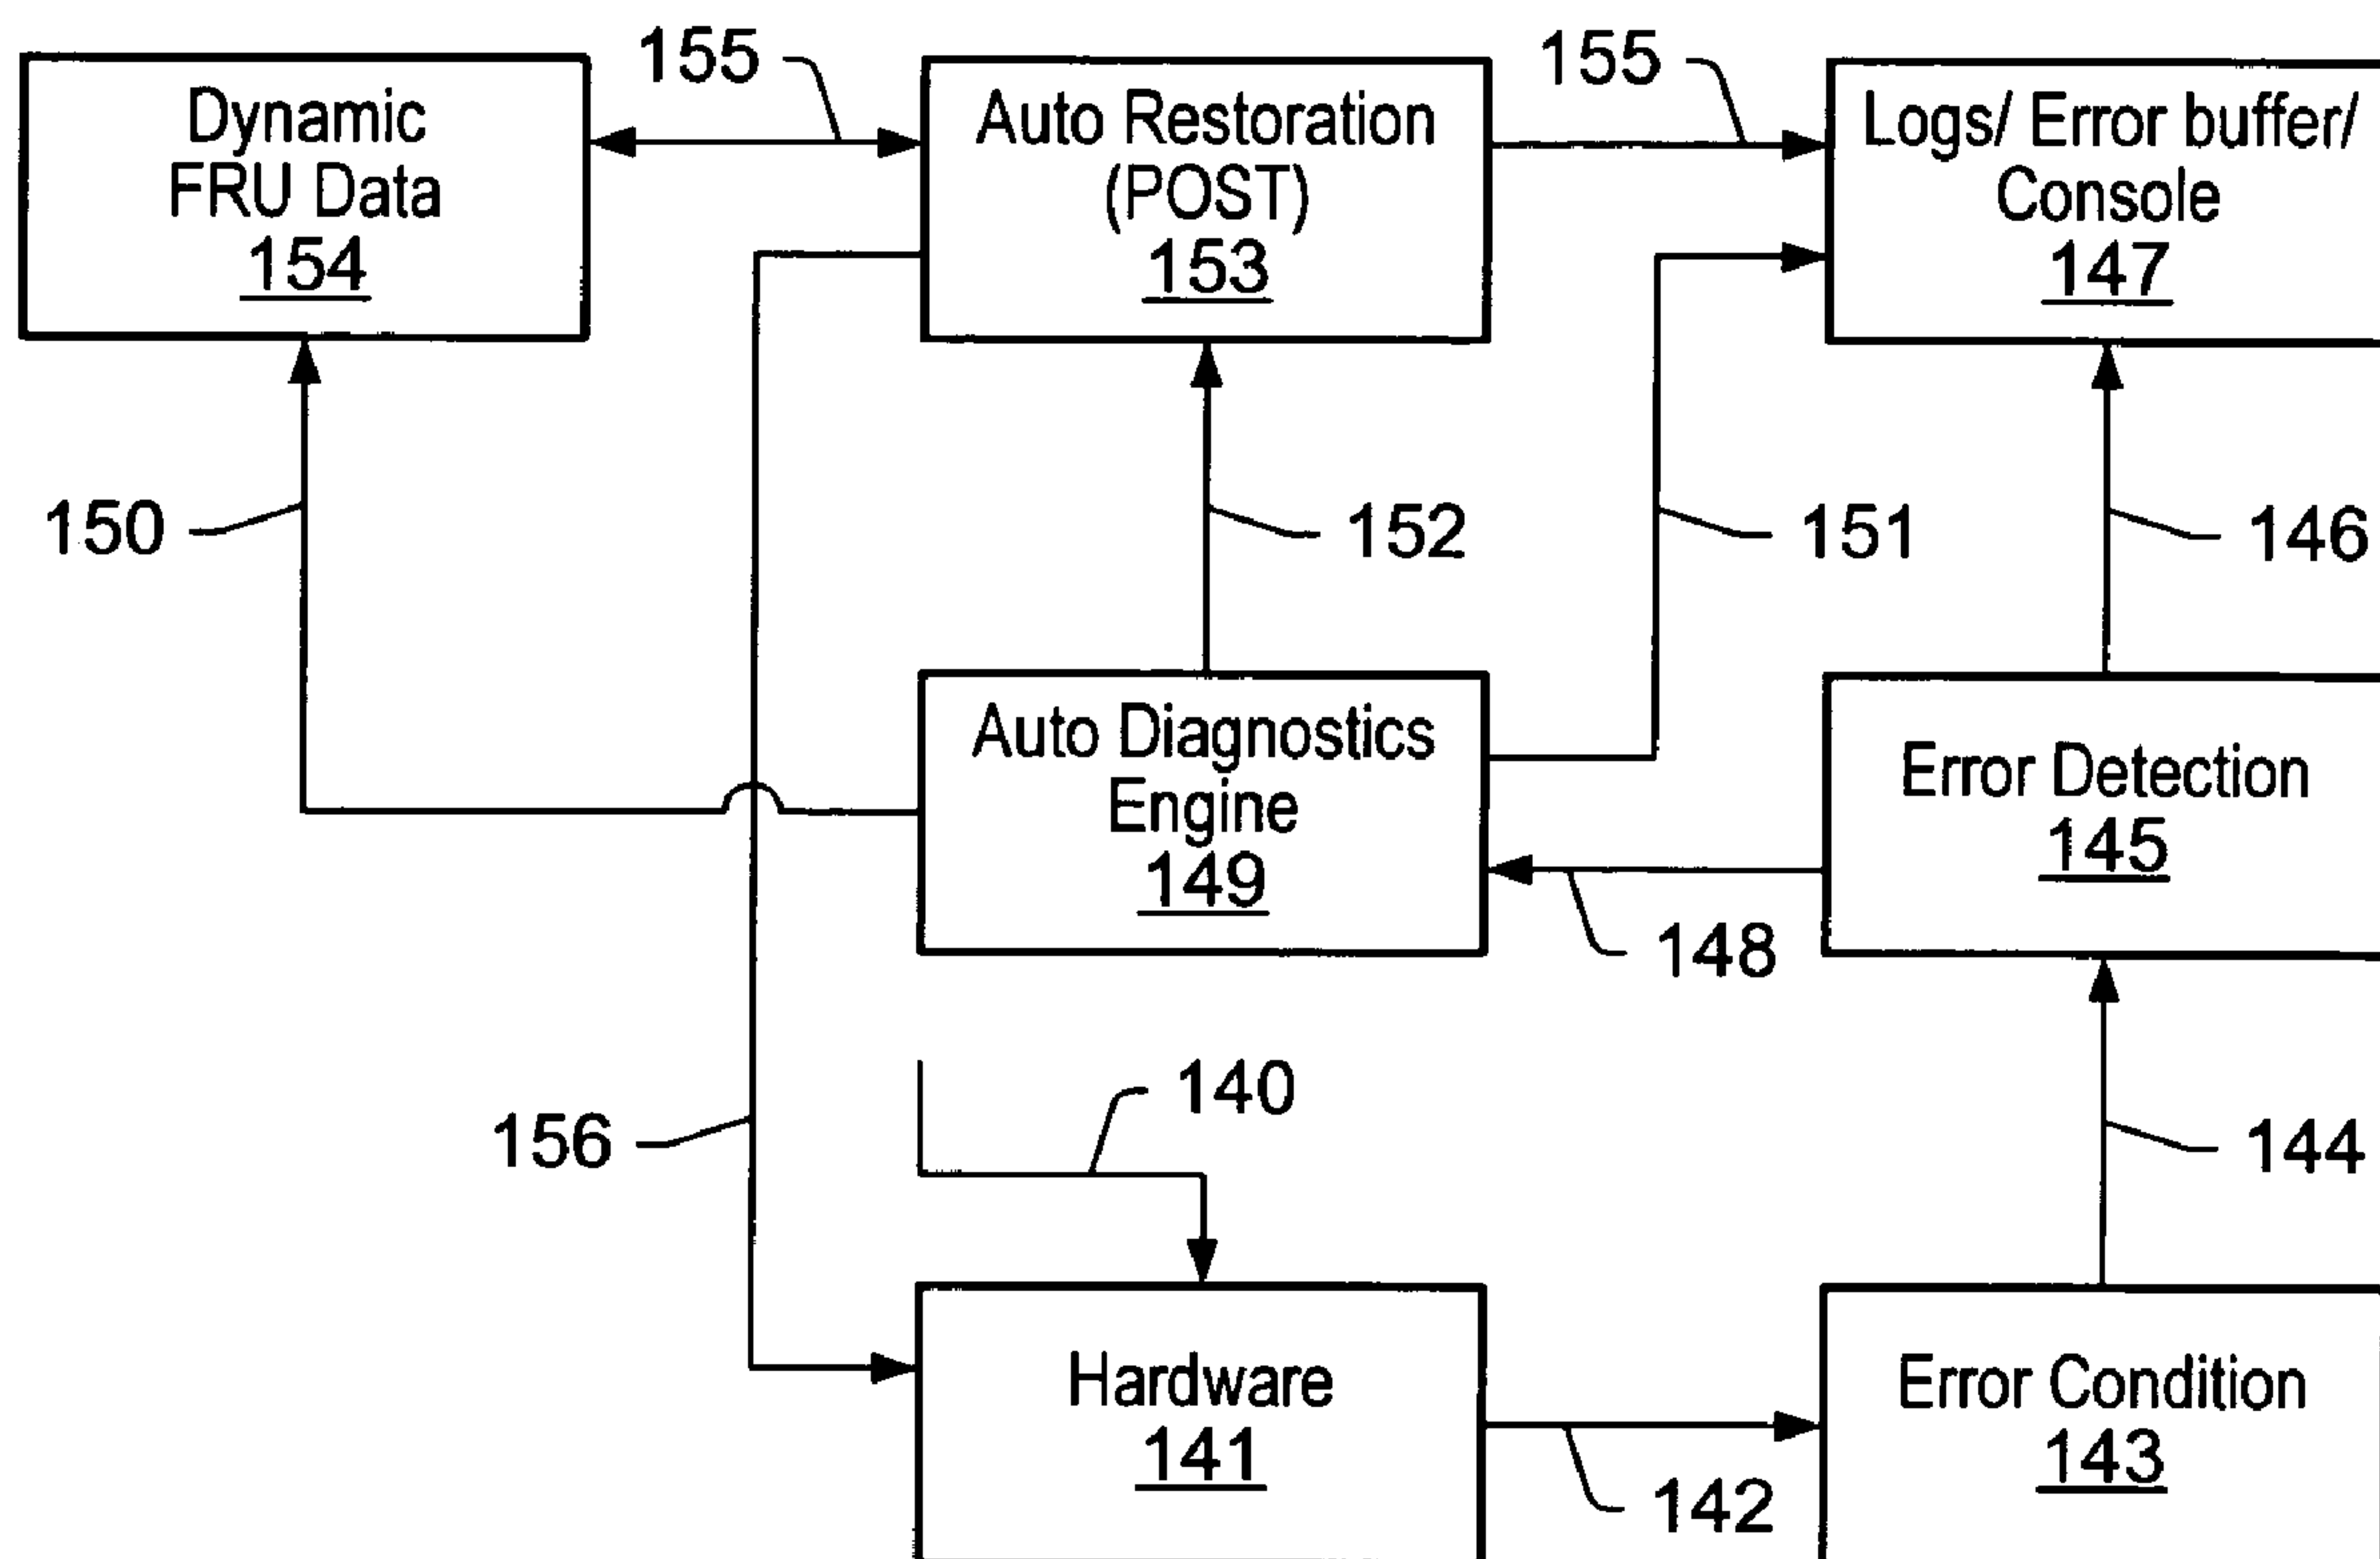 155
155
Dynamic
FRU Data
154
Auto Restoration
(POST)
153
Logs/ Error buffer/
Console
147
150
152
151
146
Auto Diagnostics
Engine
149
Error Detection
145
148
156
140
144
Hardware
141
Error Condition
143
142